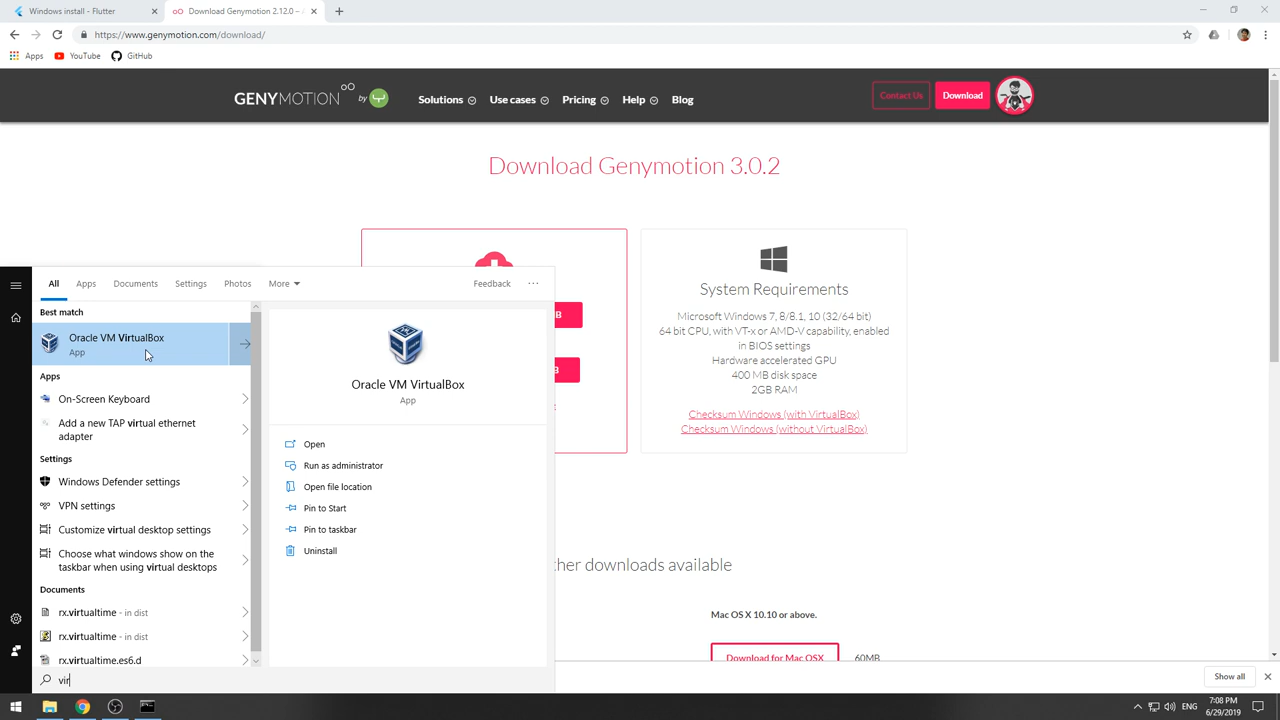 Windows install - Flutter
Download Genymotion 2.12.0 –
https://www.genymotion.com/download/
Apps
YouTube
GitHub
GENYMOTION by
Solutions
Use cases
Pricing
Help
Blog
Contact Us
Download
Download Genymotion 3.0.2
System Requirements
Microsoft Windows 7, 8/8.1, 10 (32/64 bit)
64 bit CPU, with VT-x or AMD-V capability, enabled
in BIOS settings
Hardware accelerated GPU
400 MB disk space
2GB RAM
Checksum Windows (with VirtualBox)
Checksum Windows (without VirtualBox)
ther downloads available
Mac OS X 10.10 or above.
Download for Mac OSX
60MB
All
Apps
Documents
Settings
Photos
More
Feedback
...
Best match
Oracle VM VirtualBox
App
Apps
On-Screen Keyboard
Add a new TAP virtual ethernet
adapter
Settings
Windows Defender settings
VPN settings
Customize virtual desktop settings
Choose what windows show on the
taskbar when using virtual desktops
Documents
rx.virtualtime - in dist
rx.virtualtime - in dist
rx.virtualtime.es6.d
Oracle VM VirtualBox
App
Open
Run as administrator
Open file location
Pin to Start
Pin to taskbar
Uninstall
vir
Show all
ENG
7:08 PM
6/29/2019